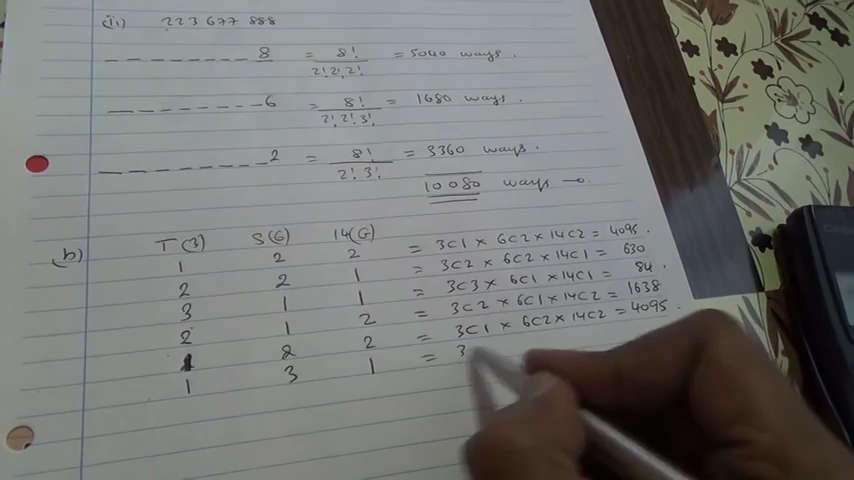 (ii) 223 677 888
_ _ _ _ _ _ _ _ 8 = 8! / 2!2!2! = 5040 ways.
_ _ _ _ _ _ _ _ 6 = 8! / 2!2!3! = 1680 ways.
_ _ _ _ _ _ _ _ 2 = 8! / 2!3! = 3360 ways.
10080 ways
(b) T(3) S(6) 14(G)
1 2 2 = 3C1 × 6C2 × 14C2 = 4095.
2 2 1 = 3C2 × 6C2 × 14C1 = 630
3 1 1 = 3C3 × 6C1 × 14C1 = 84.
2 1 2 = 3C2 × 6C1 × 14C2 = 1638
1 2 2 = 3C1 × 6C2 × 14C2 = 4095.
1 3 1 = 3